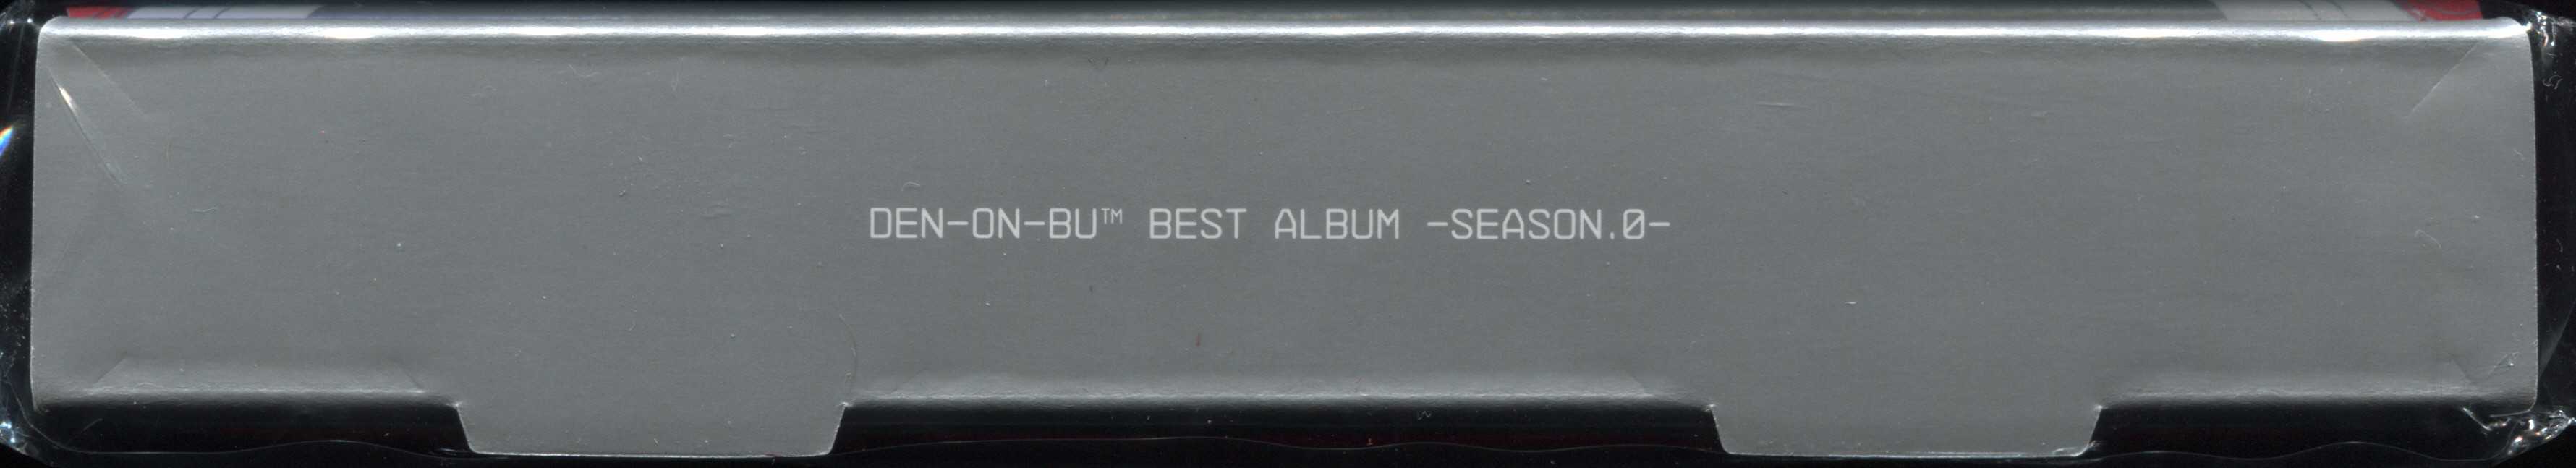 DEN-ON-BU™ BEST ALBUM -SEASON.0-